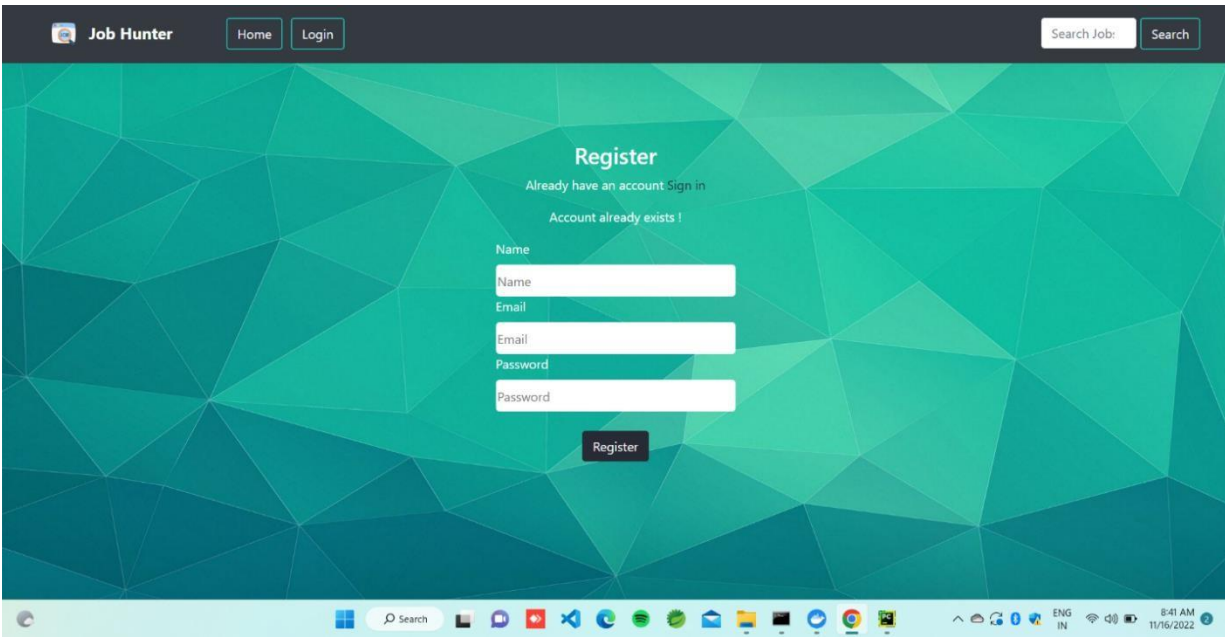 Job Hunter Home Login Search Jobs Search
Register
Already have an account Sign in
Account already exists !
Name
Name
Email
Email
Password
Password
Register
Search
ENG
IN
8:41 AM
11/16/2022
2